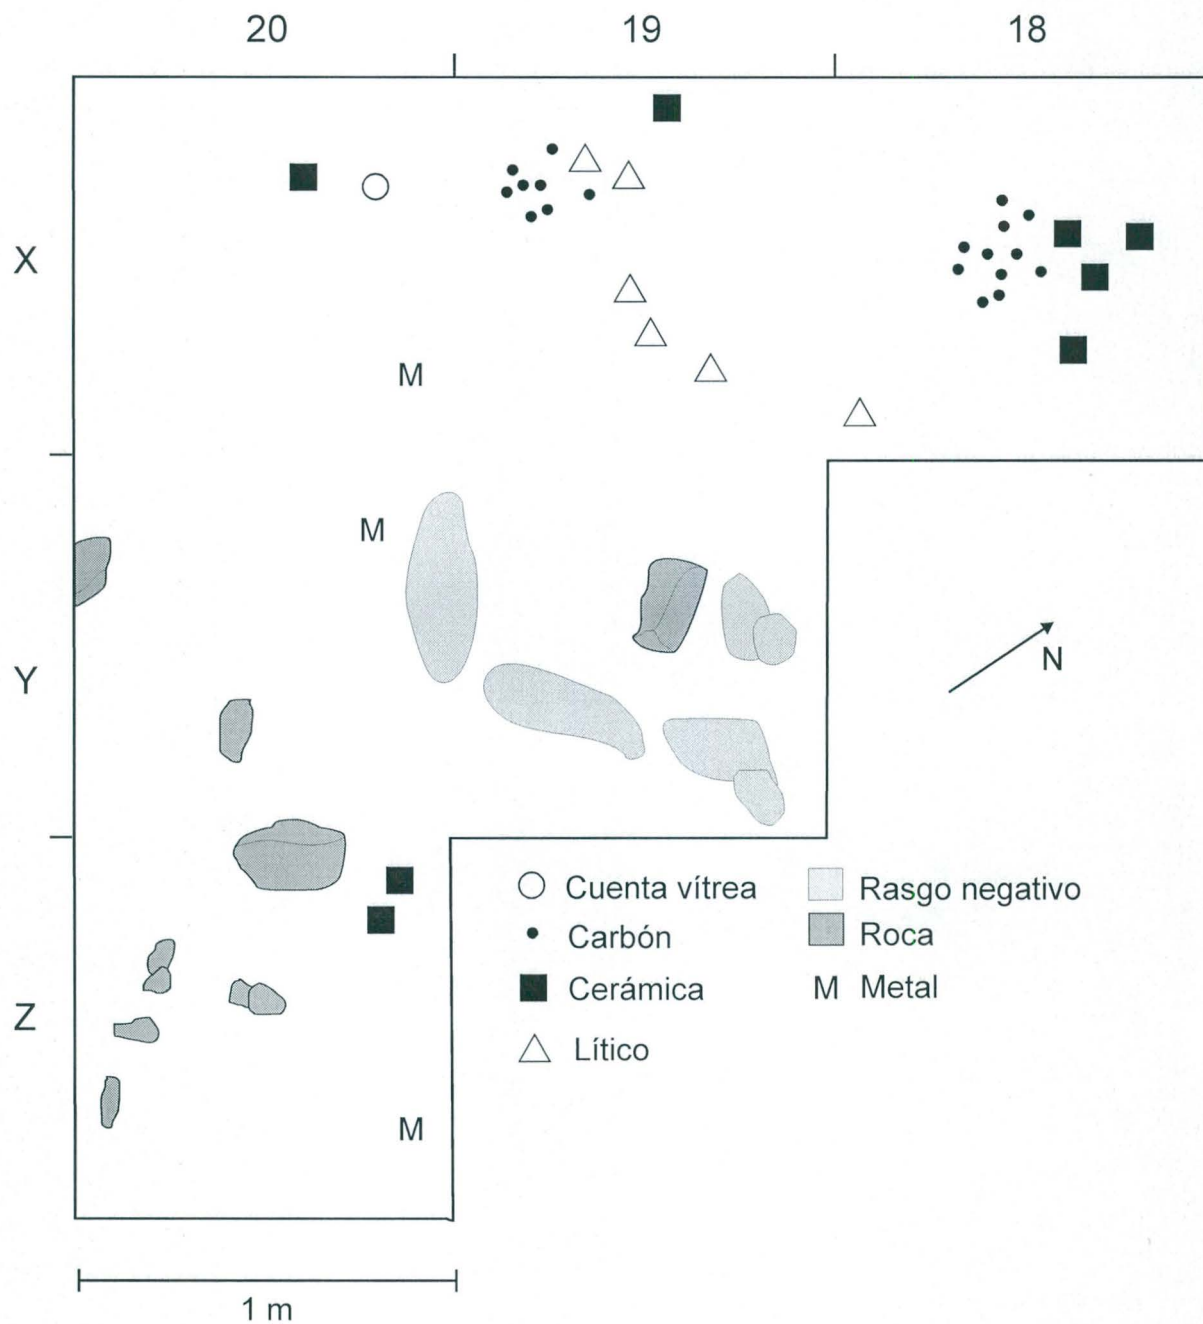 20 19 18
X
M
M
Y
N
Z
Cuenta vítrea
Rasgo negativo
Carbón
Roca
Cerámica
M Metal
Lítico
M
1 m